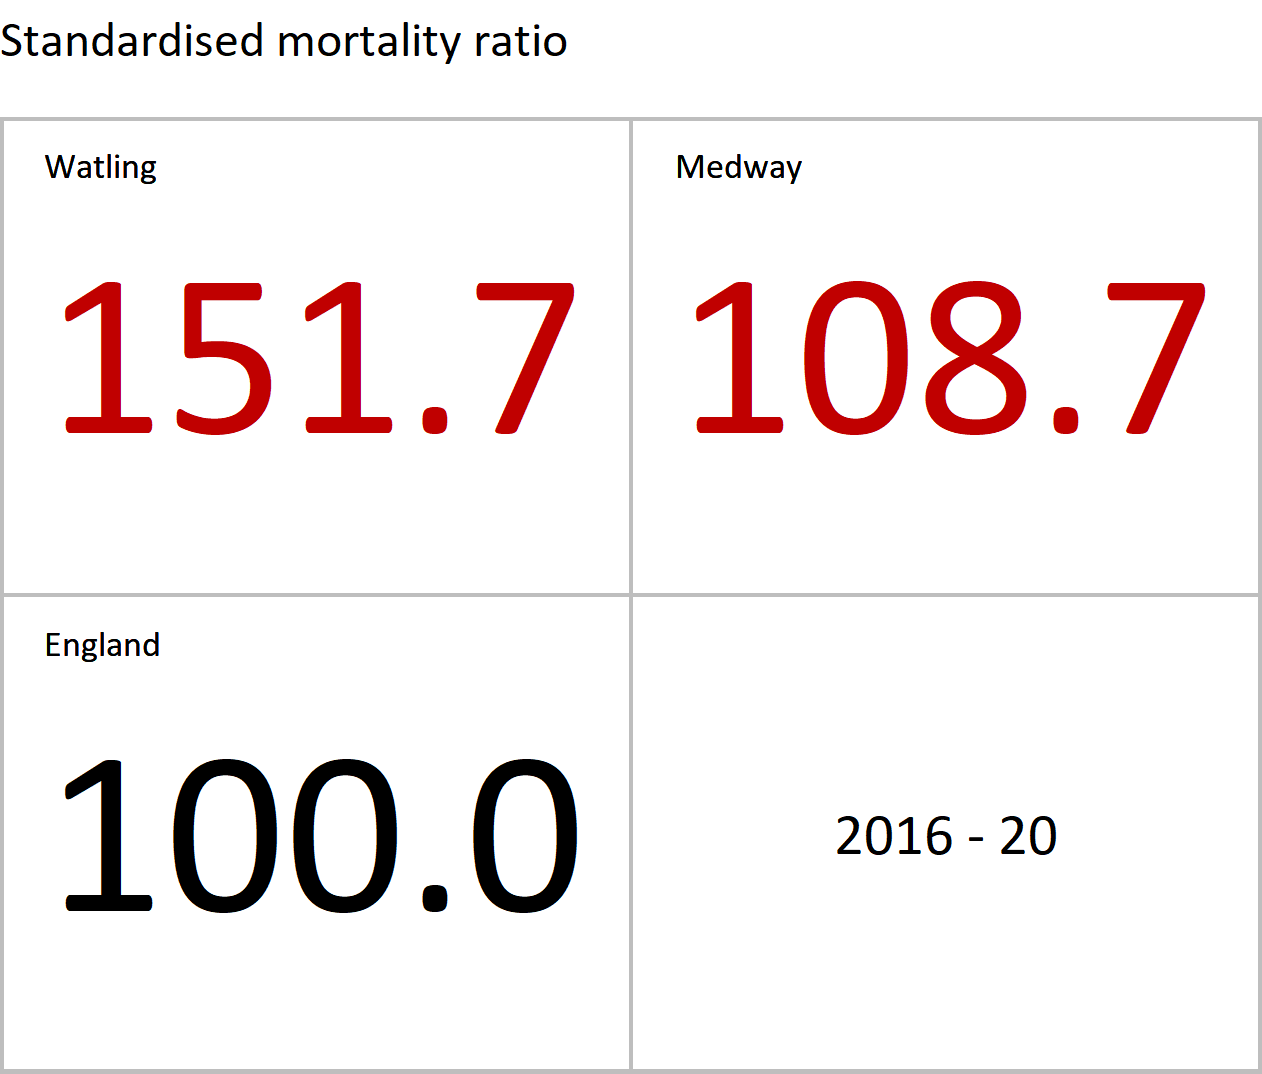 Standardised mortality ratio
Watling
151.7
Medway
108.7
England
100.0
2016 - 20